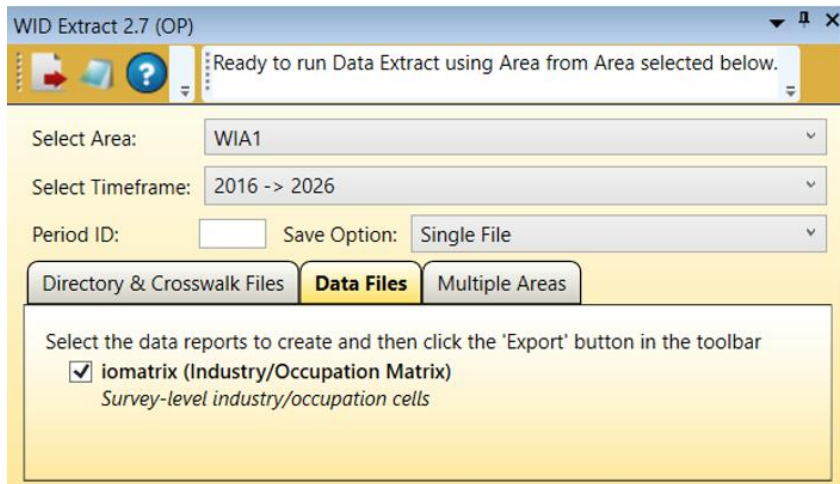 WID Extract 2.7 (OP)
Ready to run Data Extract using Area from Area selected below.
Select Area: WIA1
Select Timeframe: 2016 -> 2026
Period ID: Save Option: Single File
Directory & Crosswalk Files Data Files Multiple Areas
Select the data reports to create and then click the 'Export' button in the toolbar
iomatrix (Industry/Occupation Matrix)
Survey-level industry/occupation cells